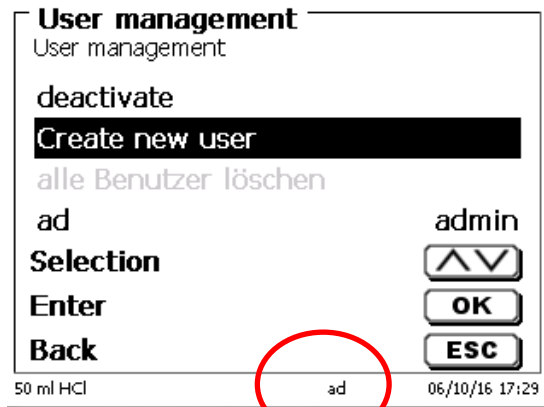 User management
User management
deactivate
Create new user
alle Benutzer löschen
ad admin
Selection
Enter OK
Back ESC
50 ml HCl ad 06/10/16 17:29